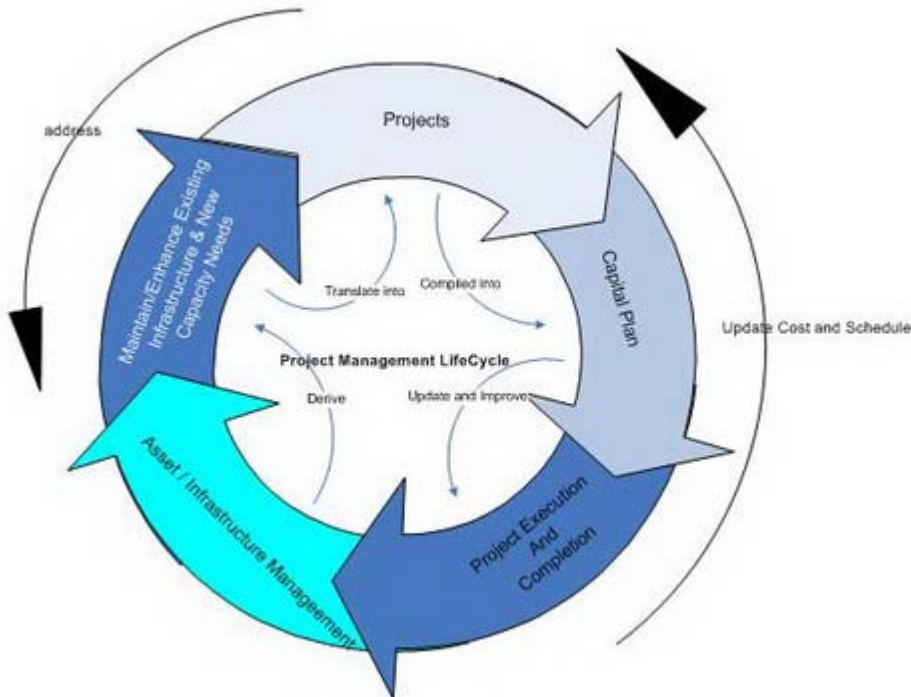 address
Projects
Maintain/Enhance Existing
Infrastructure & New
Capacity Needs
Capital Plan
Translate into
Compiled into
Update Cost and Schedule
Project Management LifeCycle
Derive
Update and Improve
Asset / Infrastructure Management
Project Execution
And
Completion